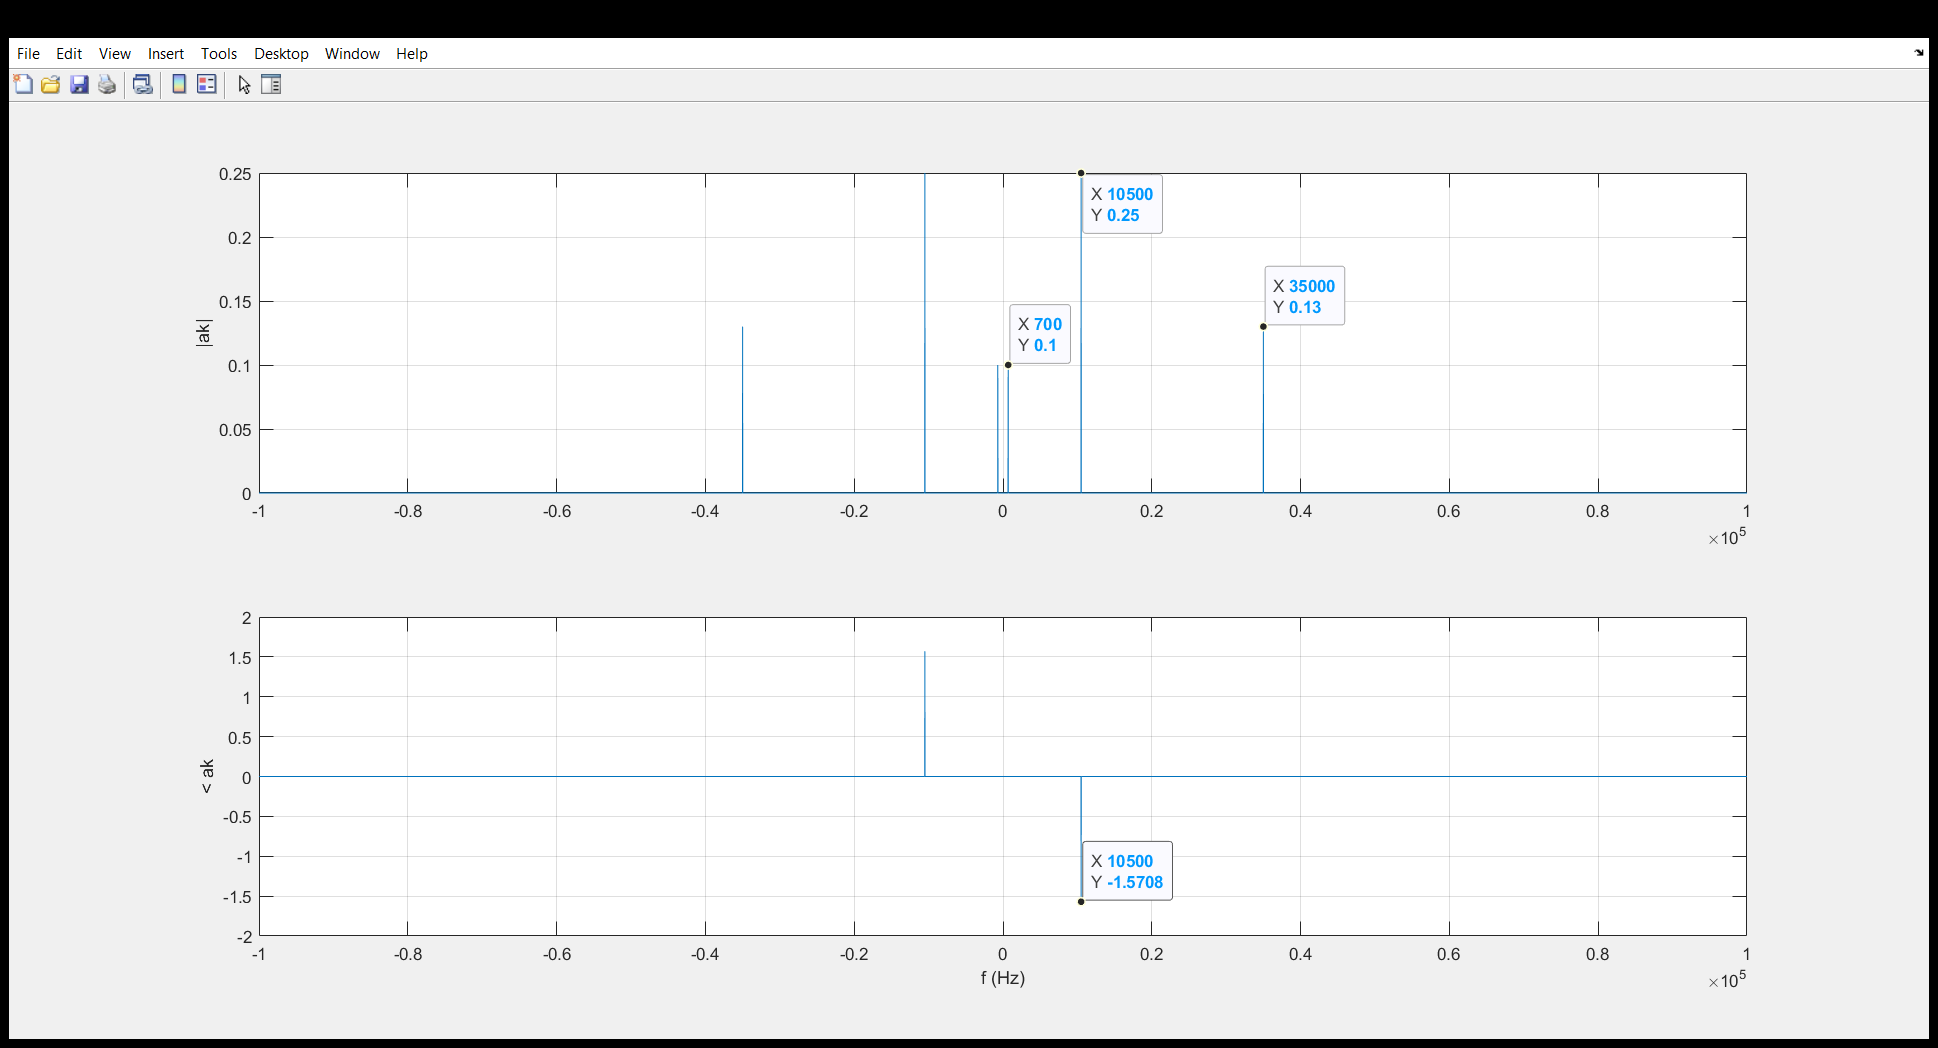 File Edit View Insert Tools Desktop Window Help
0.25
0.2
0.15
0.1
0.05
0
|ak|
X 10500
Y 0.25
X 35000
Y 0.13
X 700
Y 0.1
-1 -0.8 -0.6 -0.4 -0.2 0 0.2 0.4 0.6 0.8 1
×10^5
2
1.5
1
0.5
0
-0.5
-1
-1.5
-2
< ak
X 10500
Y -1.5708
-1 -0.8 -0.6 -0.4 -0.2 0 0.2 0.4 0.6 0.8 1
f (Hz)
×10^5